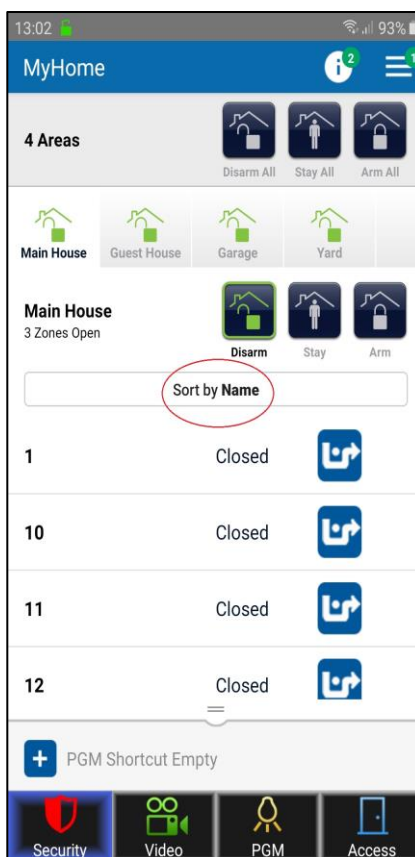 13:02 93%
MyHome i 2 1
4 Areas
Disarm All Stay All Arm All
Main House Guest House Garage Yard
Main House
3 Zones Open
Disarm Stay Arm
Sort by Name
1 Closed
10 Closed
11 Closed
12 Closed
+ PGM Shortcut Empty
Security Video PGM Access